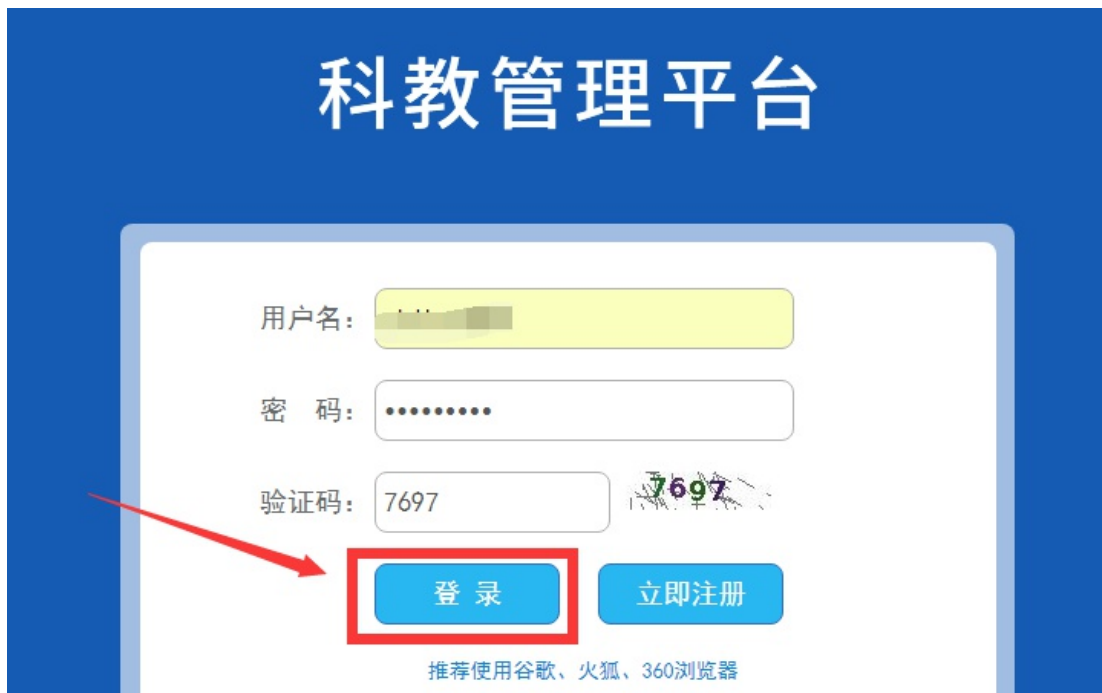 科教管理平台
用户名：
密 码：•••••••••
验证码：7697 7697
登 录 立即注册
推荐使用谷歌、火狐、360浏览器